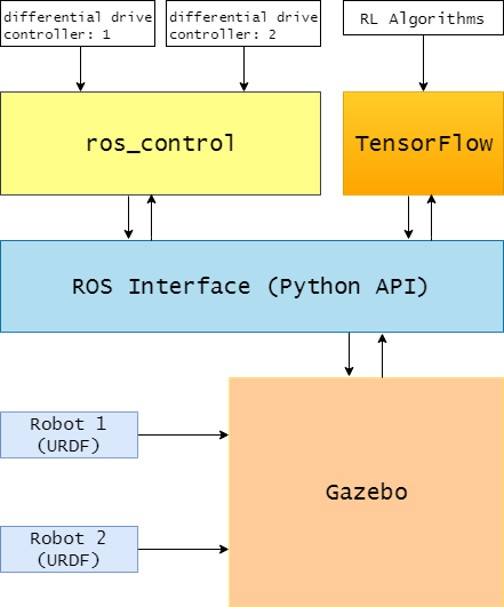 differential drive
controller: 1
differential drive
controller: 2
RL Algorithms
ros_control
TensorFlow
ROS Interface (Python API)
Robot 1
(URDF)
Gazebo
Robot 2
(URDF)